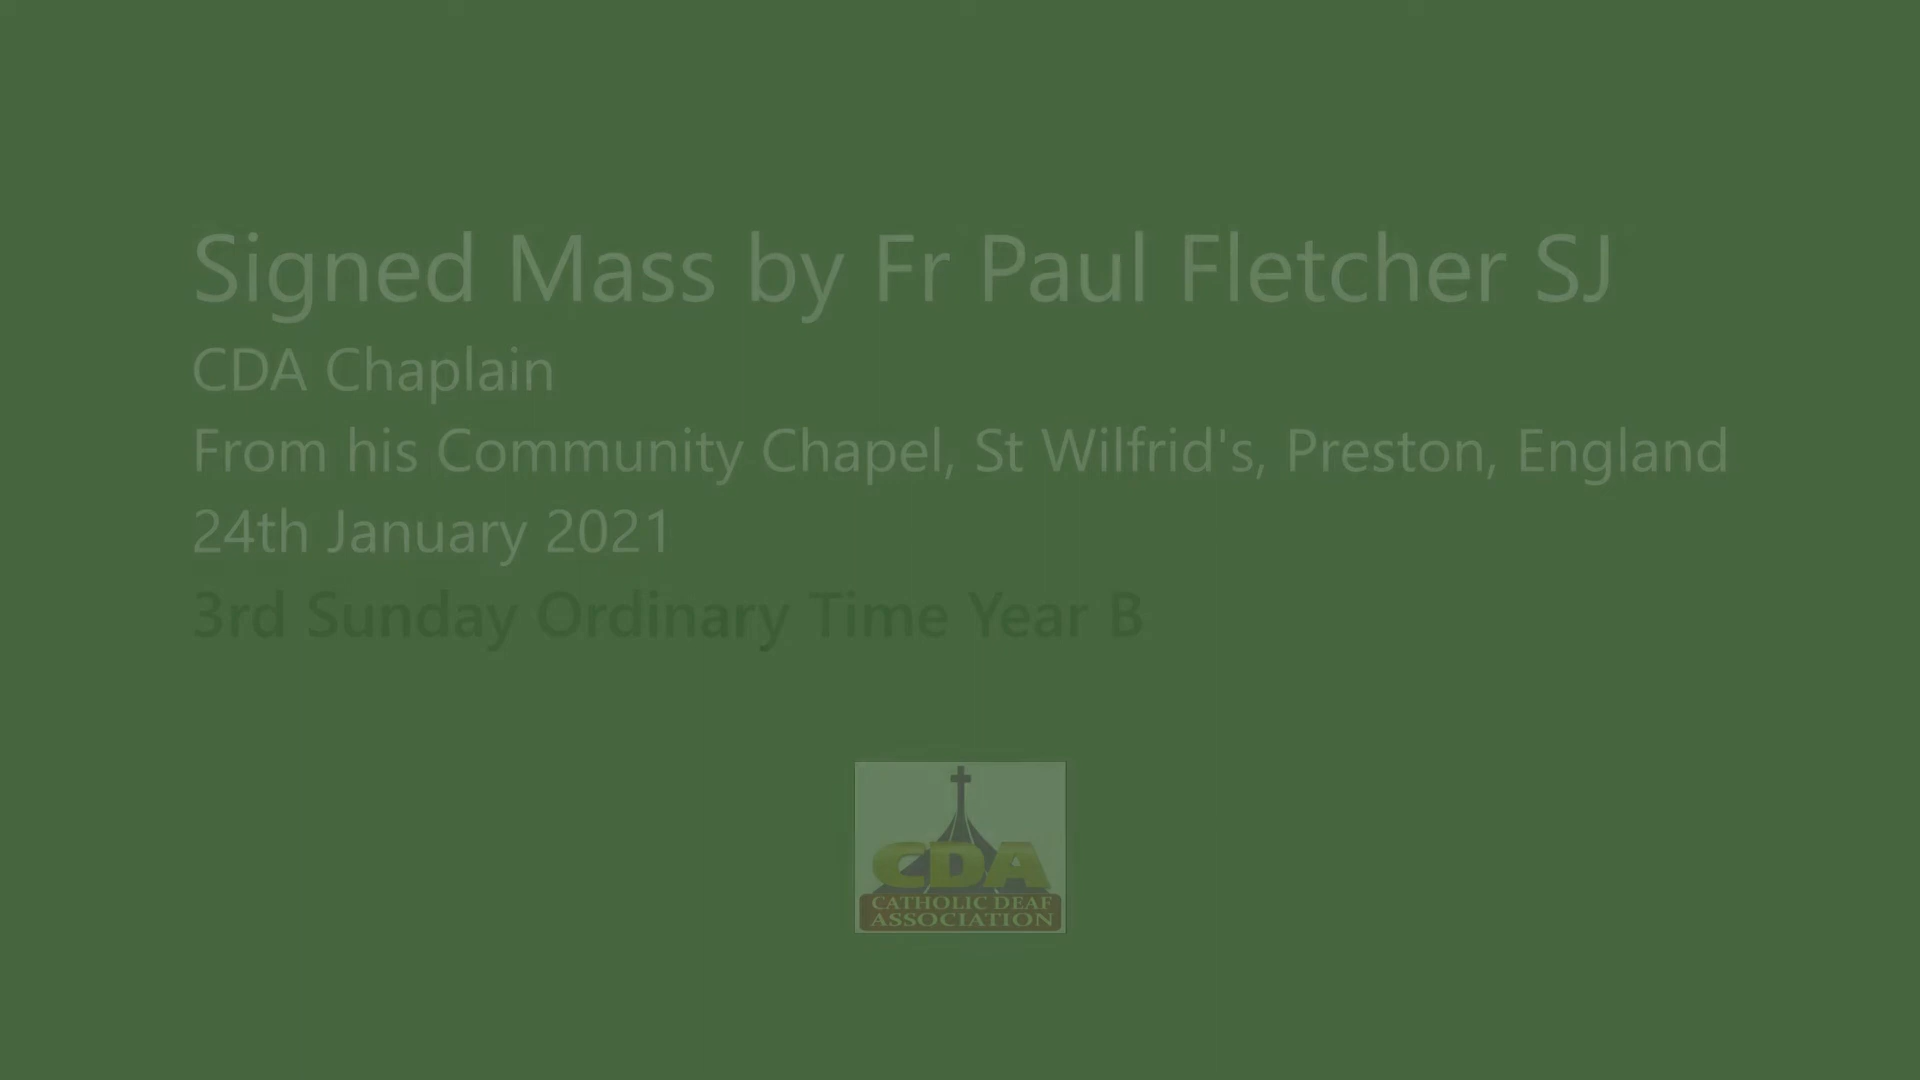 Signed Mass by Fr Paul Fletcher SJ
CDA Chaplain
From his Community Chapel, St Wilfrid's, Preston, England
24th January 2021
3rd Sunday Ordinary Time Year B
CDA
CATHOLIC DEAF
ASSOCIATION